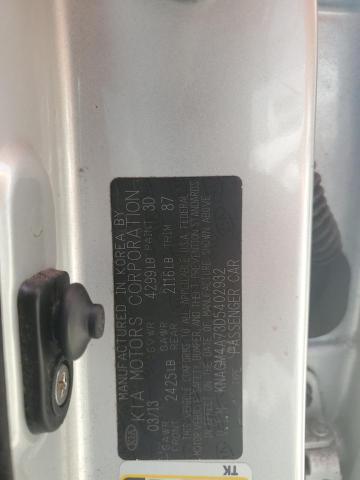 MANUFACTURED IN KOREA BY
KIA KIA MOTORS CORPORATION
03/13 GVWR 4299LB PAINT 3D
GAWR FRONT 2425LB GAWR REAR 2116LB TRIM 87
THIS VEHICLE CONFORMS TO ALL APPLICABLE U.S.A FEDERAL
MOTOR VEHICLE SAFETY, BUMPER, AND THEFT PREVENTION STANDARDS
IN EFFECT ON THE DATE OF MANUFACTURE SHOWN ABOVE
KNAGM4A73D5402932
PASSENGER CAR
TK